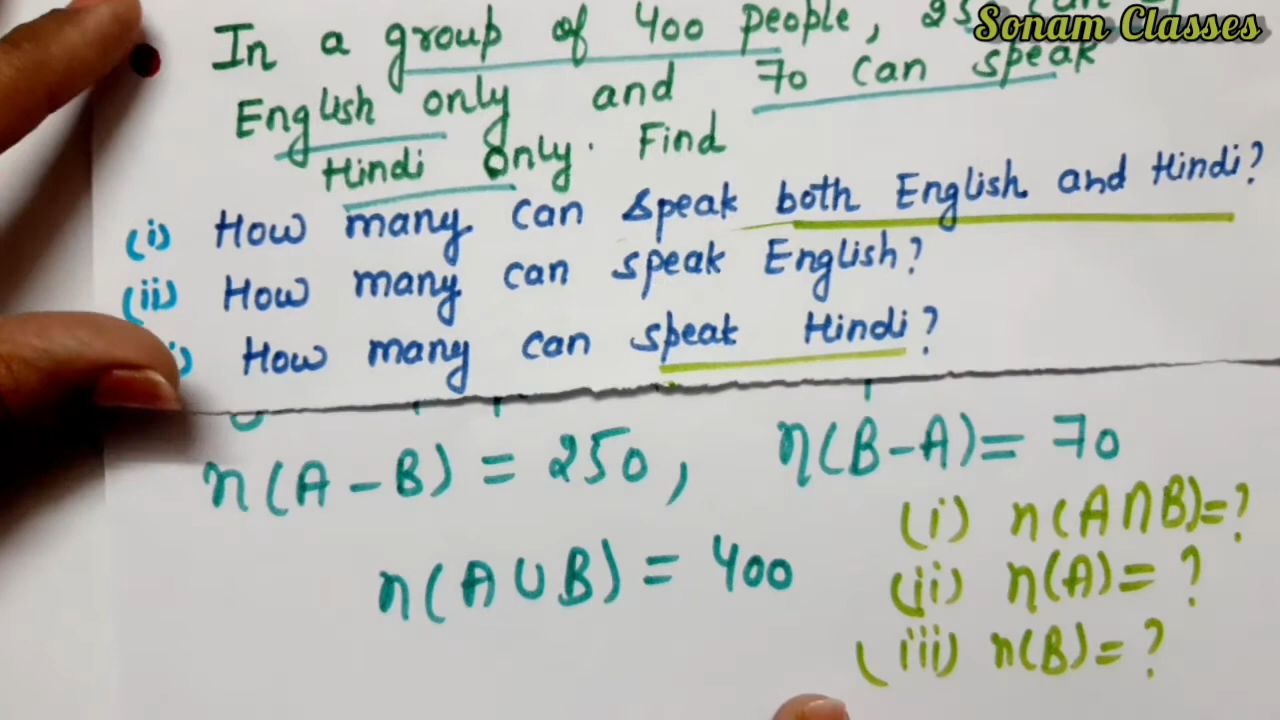 Sonam Classes
In a group of 400 people,
English only and 70 can speak
Hindi only. Find
(i) How many can speak both English and Hindi?
(ii) How many can speak English?
How many can speak Hindi?
n(A-B) = 250, n(B-A)= 70
n(AUB) = 400
(i) n(A∩B)=?
(ii) n(A)= ?
(iii) n(B)= ?